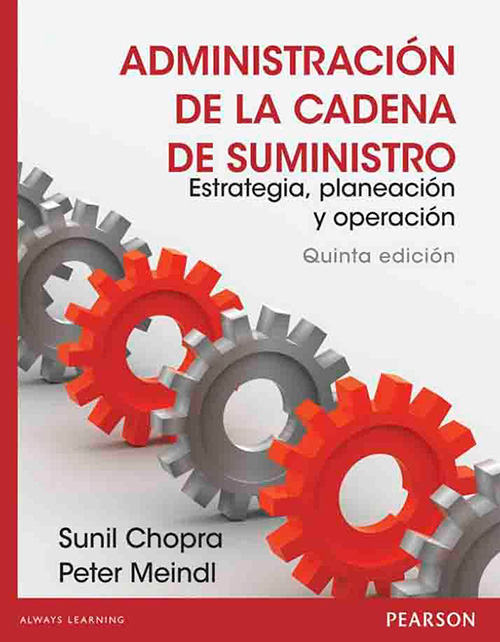 ADMINISTRACIÓN
DE LA CADENA
DE SUMINISTRO
Estrategia, planeación
y operación
Quinta edición
Sunil Chopra
Peter Meindl
ALWAYS LEARNING
PEARSON